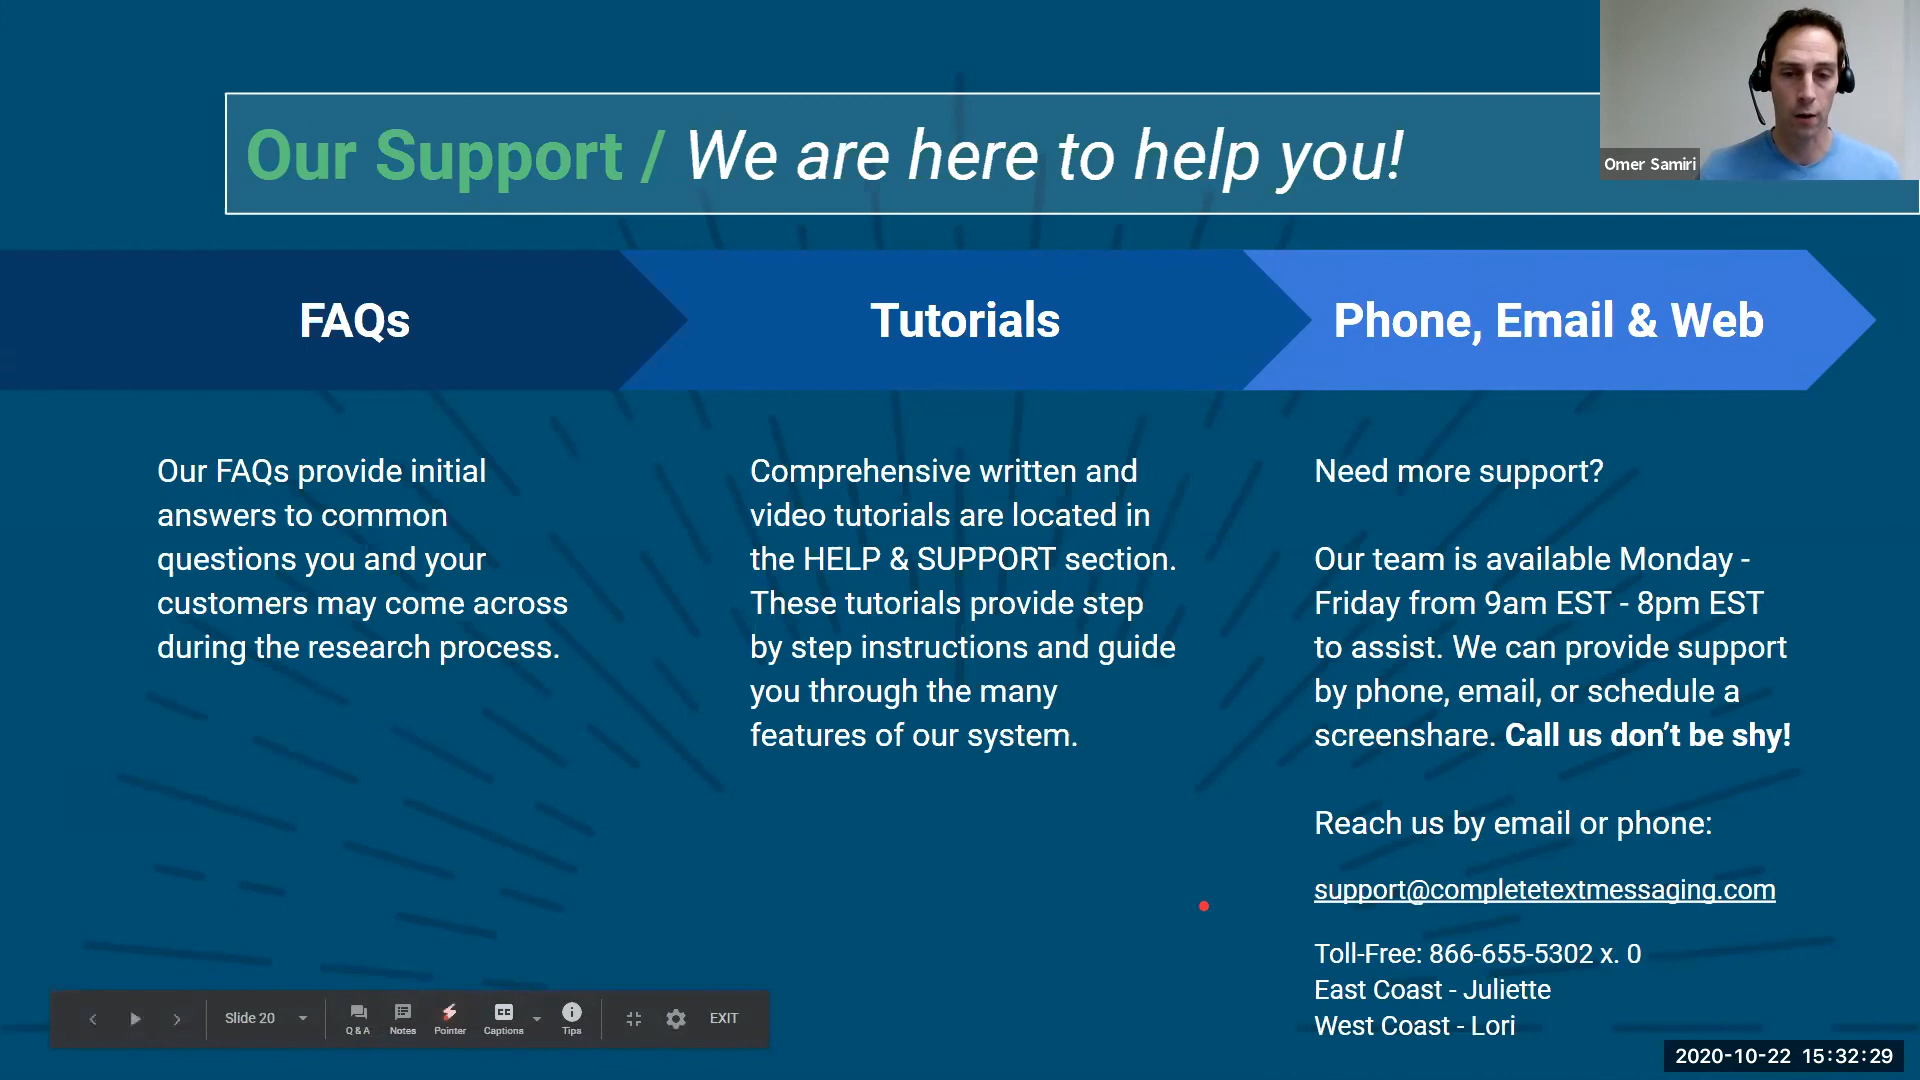 Our Support / We are here to help you!
Omer Samiri
FAQs
Tutorials
Phone, Email & Web
Our FAQs provide initial
answers to common
questions you and your
customers may come across
during the research process.
Comprehensive written and
video tutorials are located in
the HELP & SUPPORT section.
These tutorials provide step
by step instructions and guide
you through the many
features of our system.
Need more support?
Our team is available Monday -
Friday from 9am EST - 8pm EST
to assist. We can provide support
by phone, email, or schedule a
screenshare. Call us don’t be shy!
Reach us by email or phone:
support@completetextmessaging.com
Toll-Free: 866-655-5302 x. 0
East Coast - Juliette
West Coast - Lori
Slide 20
Q & A
Notes
Pointer
CC
Captions
Tips
EXIT
2020-10-22 15:32:29